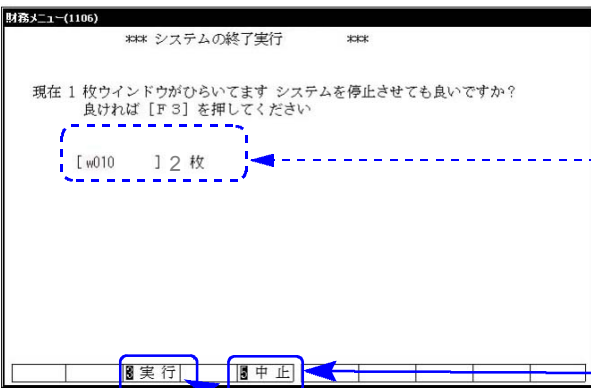 財務メニュー(1106)
*** システムの終了実行 ***
現在 1 枚ウインドウがひらいてます システムを停止させても良いですか?
良ければ [F3] を押してください
[w010 ] 2 枚
3 実行 5 中止